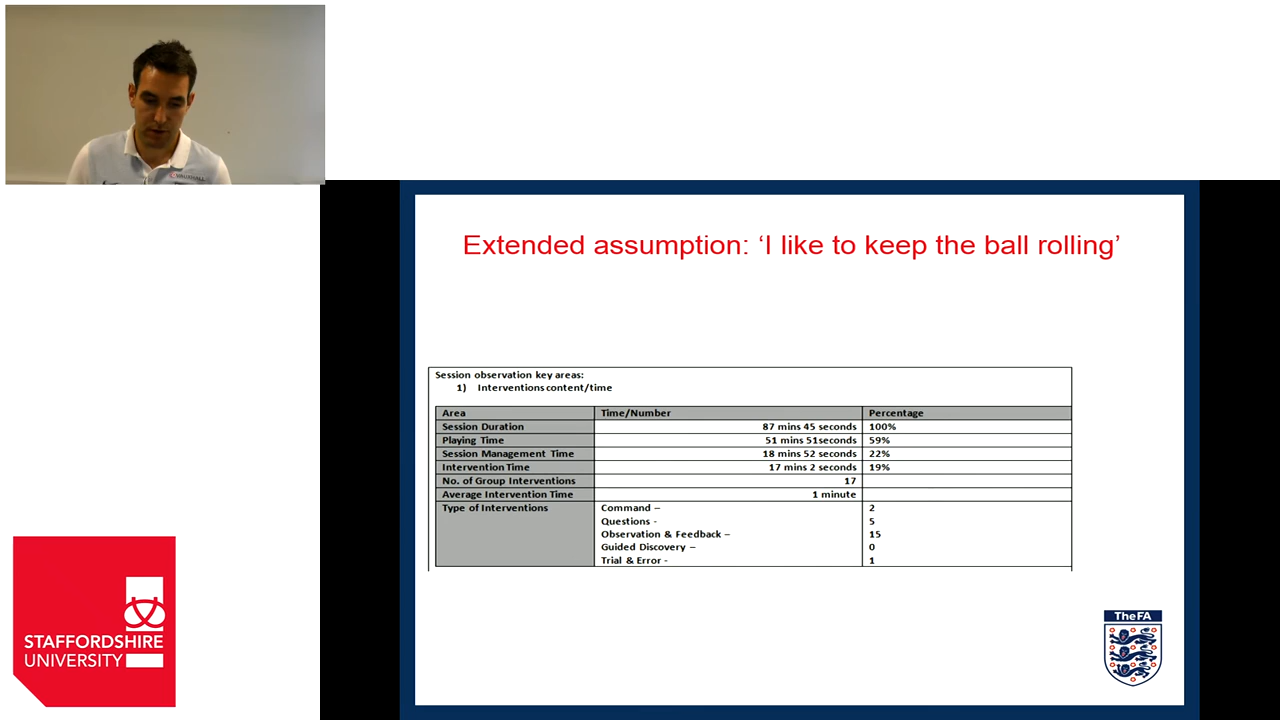 VAUXHALL
Extended assumption: ‘I like to keep the ball rolling’
Session observation key areas:
1) Interventions content/time
Area Time/Number Percentage
Session Duration 87 mins 45 seconds 100%
Playing Time 51 mins 51seconds 59%
Session Management Time 18 mins 52 seconds 22%
Intervention Time 17 mins 2 seconds 19%
No. of Group Interventions 17
Average Intervention Time 1 minute
Type of Interventions Command – 2
Questions - 5
Observation & Feedback – 15
Guided Discovery – 0
Trial & Error - 1
STAFFORDSHIRE
UNIVERSITY
The FA